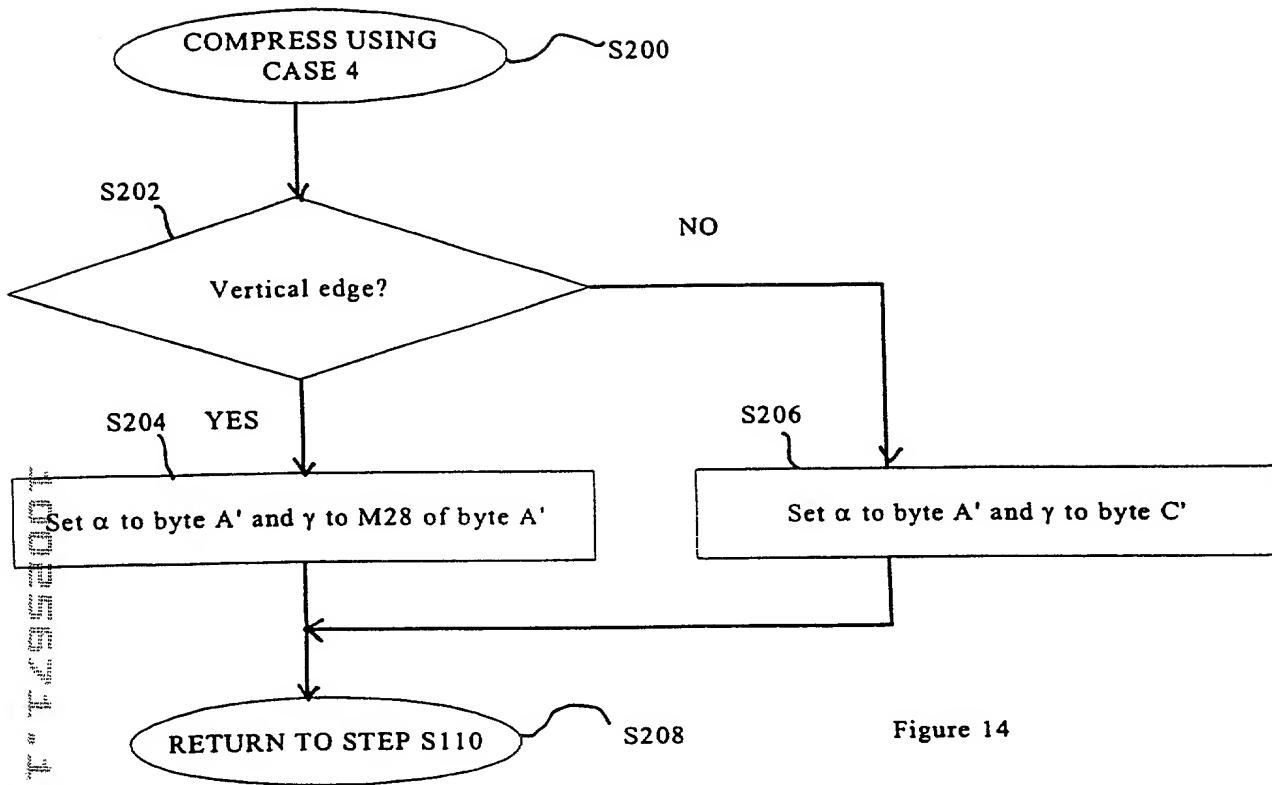 COMPRESS USING
CASE 4
S200
S202
NO
Vertical edge?
S204
YES
S206
Set α to byte A' and γ to M28 of byte A'
Set α to byte A' and γ to byte C'
RETURN TO STEP S110
S208
Figure 14